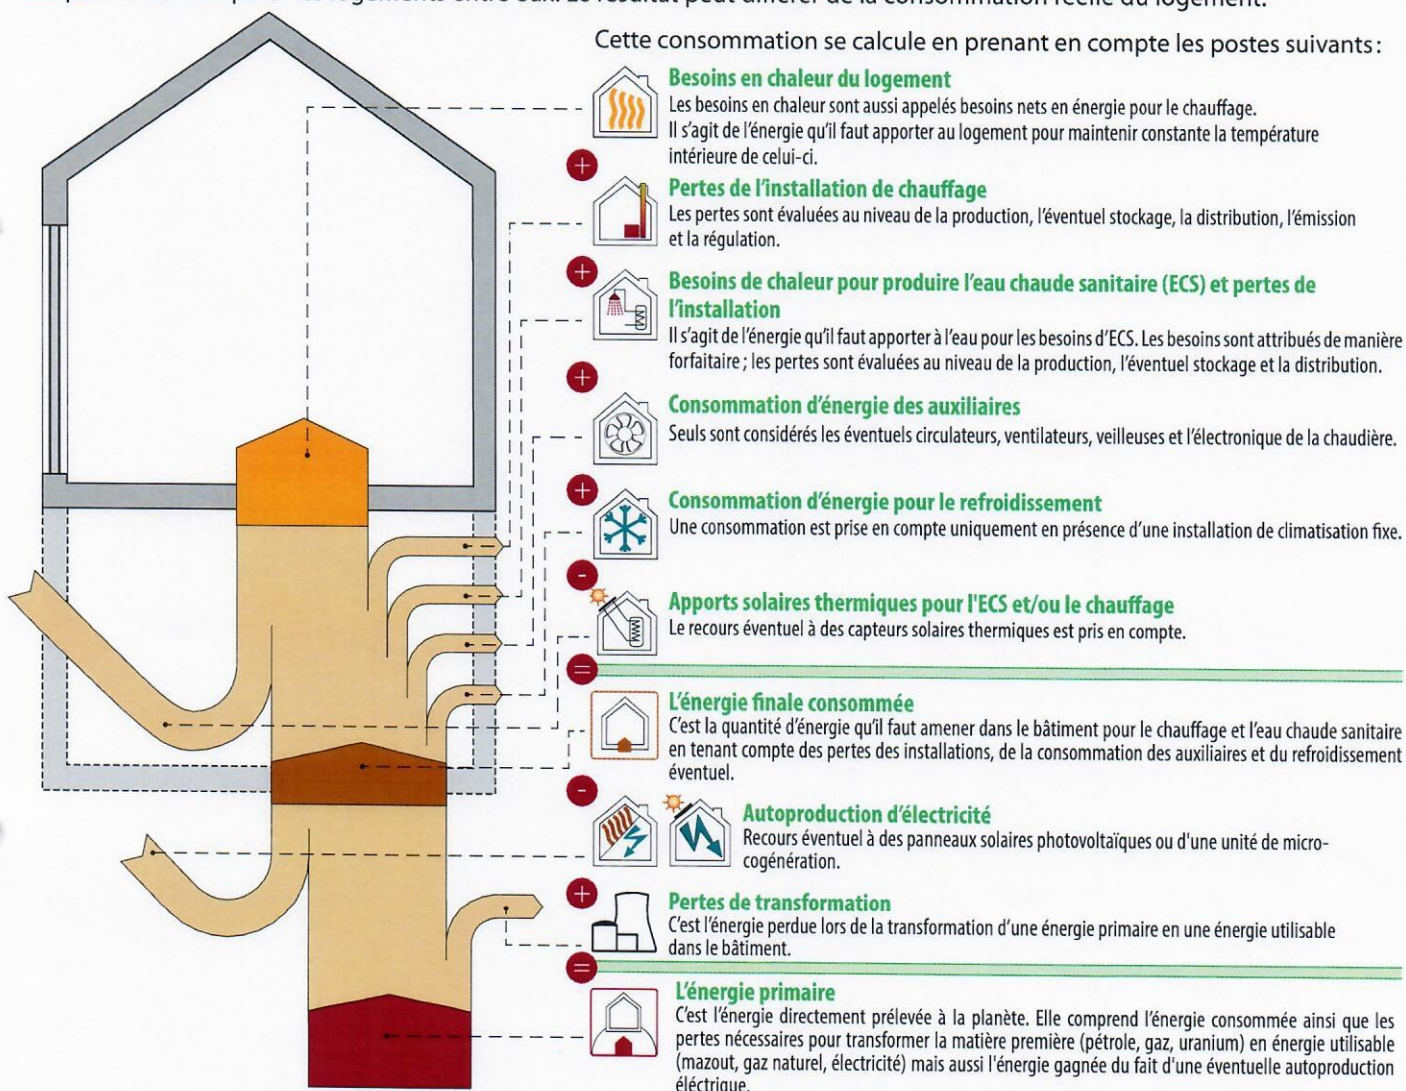 Cette consommation se calcule en prenant en compte les postes suivants :
Besoins en chaleur du logement
Les besoins en chaleur sont aussi appelés besoins nets en énergie pour le chauffage.
Il s'agit de l'énergie qu'il faut apporter au logement pour maintenir constante la température
intérieure de celui-ci.
+
Pertes de l'installation de chauffage
Les pertes sont évaluées au niveau de la production, l'éventuel stockage, la distribution, l'émission
et la régulation.
+
Besoins de chaleur pour produire l'eau chaude sanitaire (ECS) et pertes de
l'installation
Il s'agit de l'énergie qu'il faut apporter à l'eau pour les besoins d'ECS. Les besoins sont attribués de manière
forfaitaire ; les pertes sont évaluées au niveau de la production, l'éventuel stockage et la distribution.
+
Consommation d'énergie des auxiliaires
Seuls sont considérés les éventuels circulateurs, ventilateurs, veilleuses et l'électronique de la chaudière.
+
Consommation d'énergie pour le refroidissement
Une consommation est prise en compte uniquement en présence d'une installation de climatisation fixe.
-
Apports solaires thermiques pour l'ECS et/ou le chauffage
Le recours éventuel à des capteurs solaires thermiques est pris en compte.
=
L'énergie finale consommée
C'est la quantité d'énergie qu'il faut amener dans le bâtiment pour le chauffage et l'eau chaude sanitaire
en tenant compte des pertes des installations, de la consommation des auxiliaires et du refroidissement
éventuel.
-
Autoproduction d'électricité
Recours éventuel à des panneaux solaires photovoltaïques ou d'une unité de micro-
cogénération.
+
Pertes de transformation
C'est l'énergie perdue lors de la transformation d'une énergie primaire en une énergie utilisable
dans le bâtiment.
=
L'énergie primaire
C'est l'énergie directement prélevée à la planète. Elle comprend l'énergie consommée ainsi que les
pertes nécessaires pour transformer la matière première (pétrole, gaz, uranium) en énergie utilisable
(mazout, gaz naturel, électricité) mais aussi l'énergie gagnée du fait d'une éventuelle autoproduction
éléctrique.